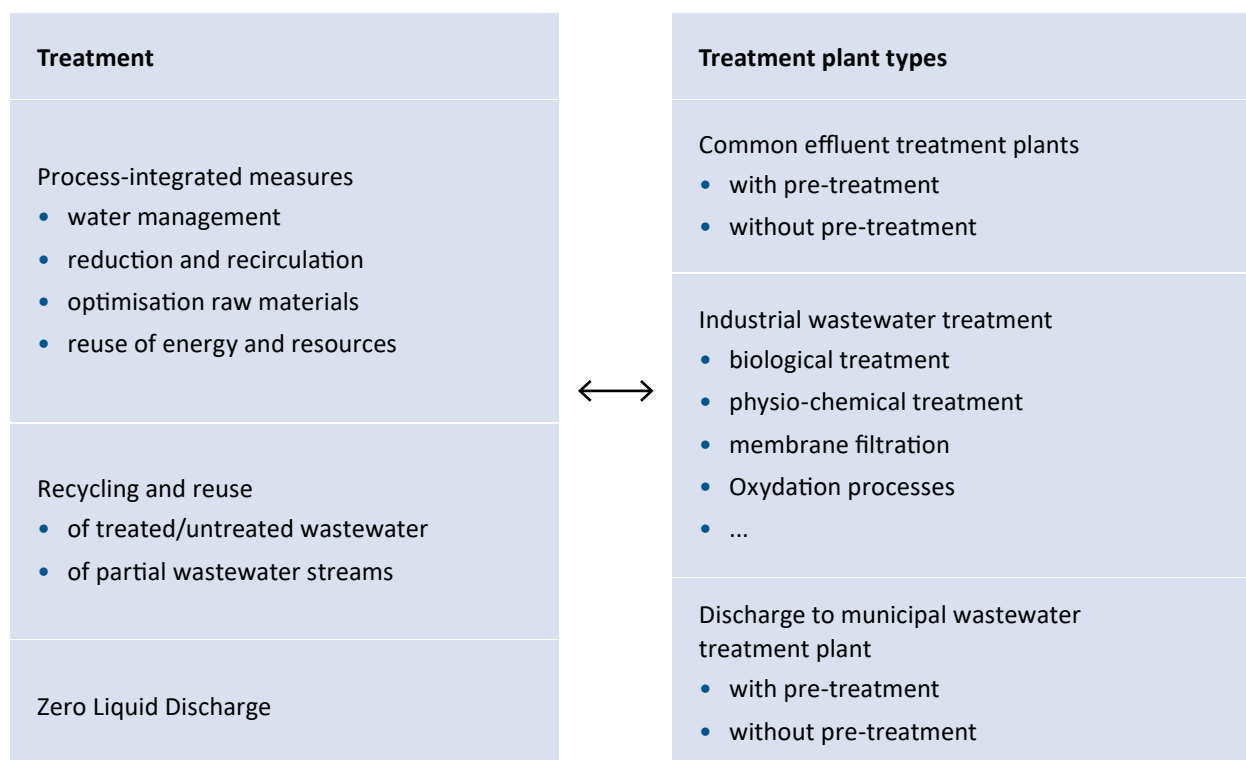 Treatment
Process-integrated measures
• water management
• reduction and recirculation
• optimisation raw materials
• reuse of energy and resources
Recycling and reuse
• of treated/untreated wastewater
• of partial wastewater streams
Zero Liquid Discharge
Treatment plant types
Common effluent treatment plants
• with pre-treatment
• without pre-treatment
Industrial wastewater treatment
• biological treatment
• physio-chemical treatment
• membrane filtration
• Oxydation processes
• ...
Discharge to municipal wastewater
treatment plant
• with pre-treatment
• without pre-treatment